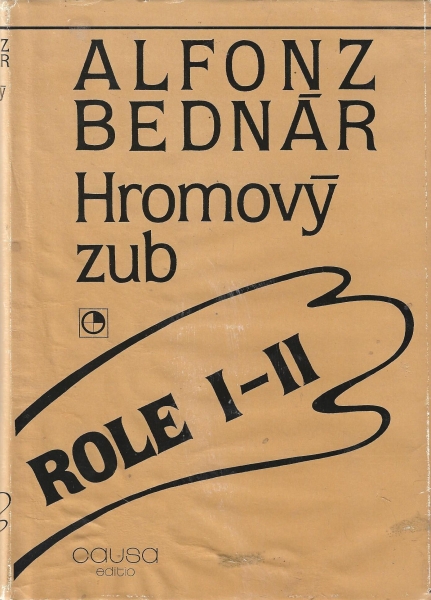 ALFONZ
BEDNÁR
Hromový
zub
ROLE I-II
causa
editio
Z
R
ý